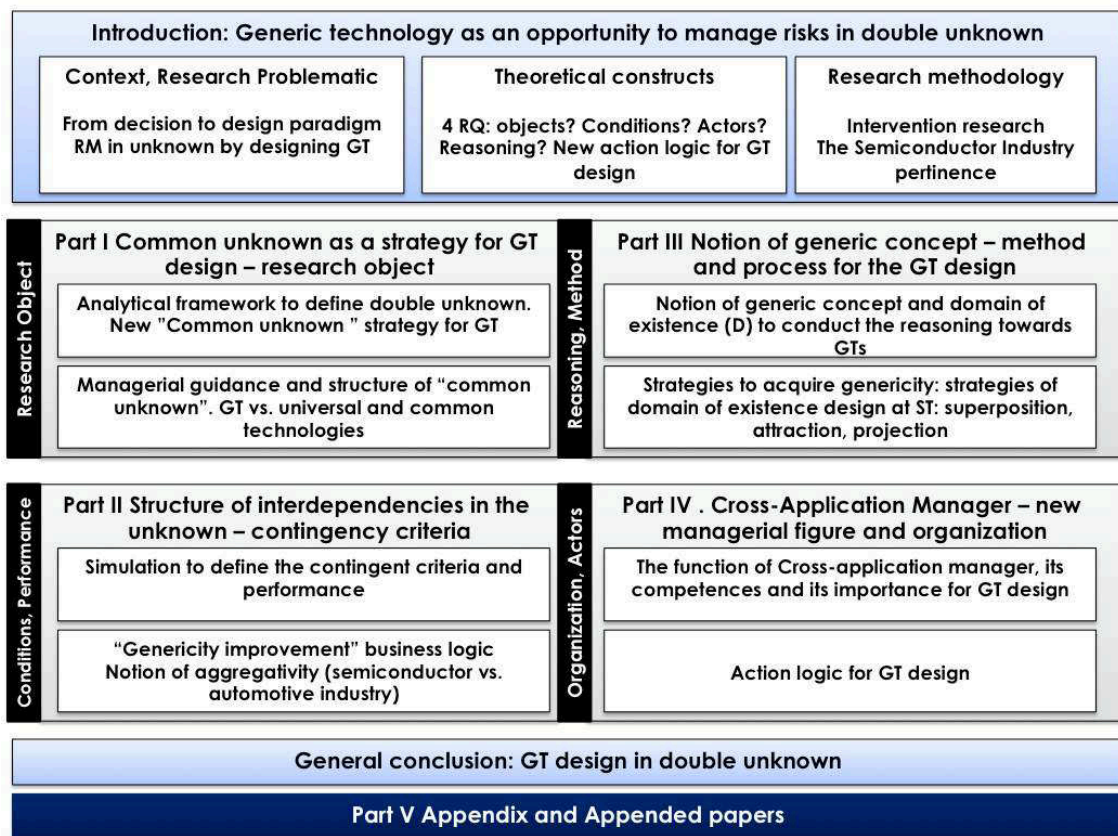 Introduction: Generic technology as an opportunity to manage risks in double unknown
Context, Research Problematic
From decision to design paradigm
RM in unknown by designing GT
Theoretical constructs
4 RQ: objects? Conditions? Actors?
Reasoning? New action logic for GT
design
Research methodology
Intervention research
The Semiconductor Industry
pertinence
Research Object
Part I Common unknown as a strategy for GT
design – research object
Analytical framework to define double unknown.
New ”Common unknown ” strategy for GT
Managerial guidance and structure of “common
unknown”. GT vs. universal and common
technologies
Reasoning, Method
Part III Notion of generic concept – method
and process for the GT design
Notion of generic concept and domain of
existence (D) to conduct the reasoning towards
GTs
Strategies to acquire genericity: strategies of
domain of existence design at ST: superposition,
attraction, projection
Conditions, Performance
Part II Structure of interdependencies in the
unknown – contingency criteria
Simulation to define the contingent criteria and
performance
“Genericity improvement” business logic
Notion of aggregativity (semiconductor vs.
automotive industry)
Organization, Actors
Part IV . Cross-Application Manager – new
managerial figure and organization
The function of Cross-application manager, its
competences and its importance for GT design
Action logic for GT design
General conclusion: GT design in double unknown
Part V Appendix and Appended papers